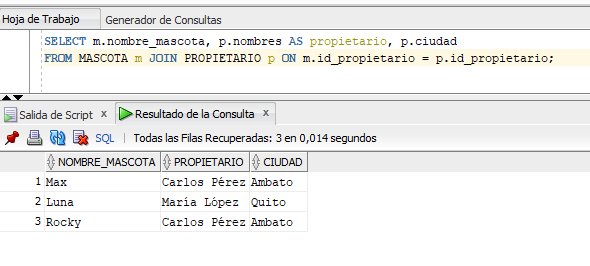 Hoja de Trabajo Generador de Consultas
SELECT m.nombre_mascota, p.nombres AS propietario, p.ciudad
FROM MASCOTA m JOIN PROPIETARIO p ON m.id_propietario = p.id_propietario;
Salida de Script x Resultado de la Consulta x
SQL | Todas las Filas Recuperadas: 3 en 0,014 segundos
NOMBRE_MASCOTA PROPIETARIO CIUDAD
1 Max Carlos Pérez Ambato
2 Luna María López Quito
3 Rocky Carlos Pérez Ambato